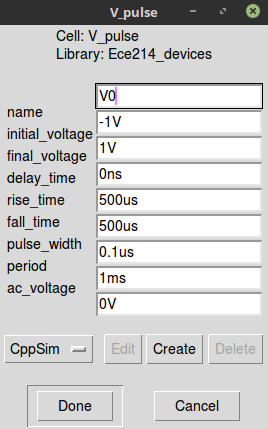 V_pulse
Cell: V_pulse
Library: Ece214_devices
name V0
initial_voltage -1V
final_voltage 1V
delay_time 0ns
rise_time 500us
fall_time 500us
pulse_width 0.1us
period 1ms
ac_voltage 0V
CppSim Edit Create Delete
Done Cancel